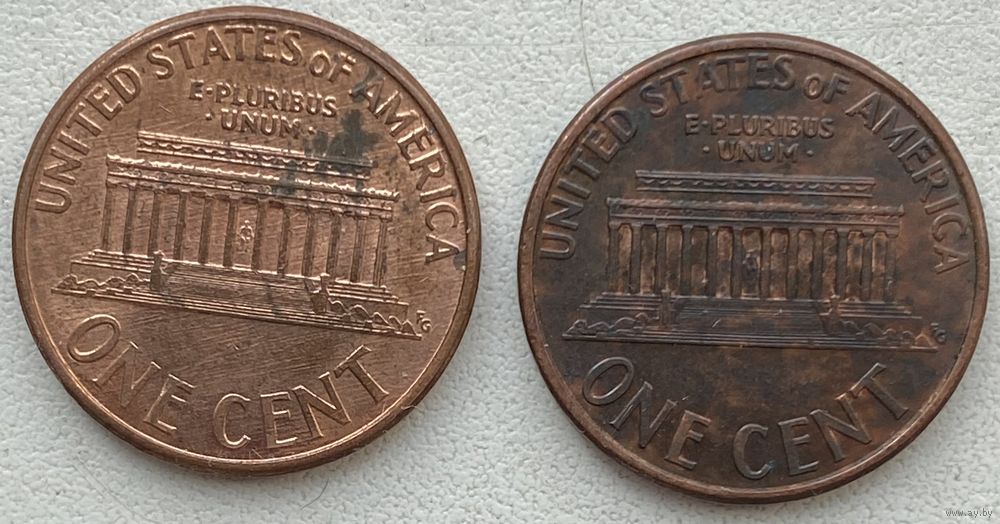 UNITED STATES OF AMERICA
E·PLURIBUS
·UNUM·
FG
ONE CENT
UNITED STATES OF AMERICA
E·PLURIBUS
·UNUM·
FG
ONE CENT
www.ay.by